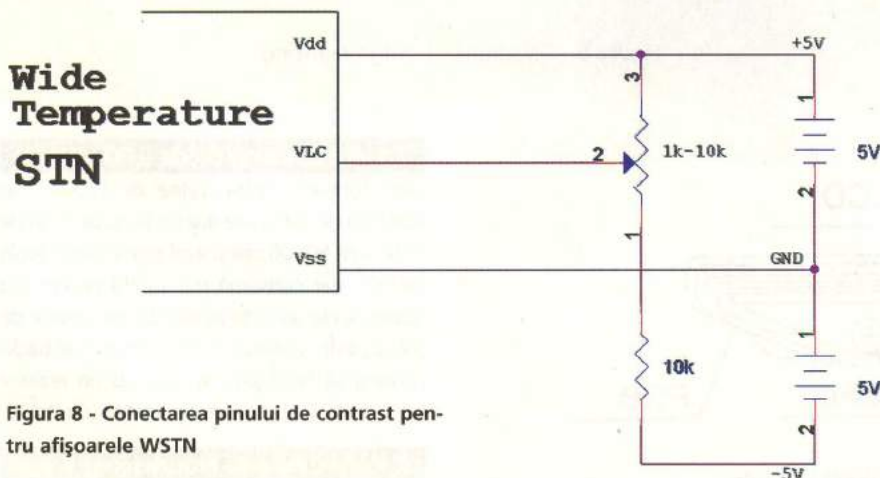 Vdd
+5V
Wide
Temperature
STN
3
1
VLC
2
1k-10k
5V
1
2
Vss
GND
1
10k
5V
2
-5V
Figura 8 - Conectarea pinului de contrast pen-
tru afişoarele WSTN